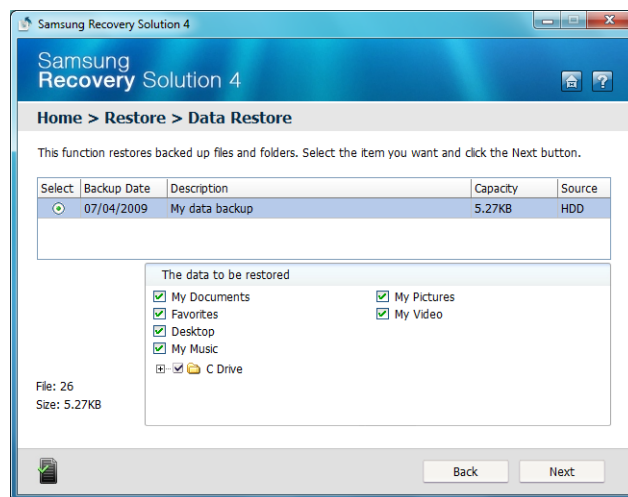 Samsung Recovery Solution 4
Samsung
Recovery Solution 4
Home > Restore > Data Restore
This function restores backed up files and folders. Select the item you want and click the Next button.
Select Backup Date Description Capacity Source
07/04/2009 My data backup 5.27KB HDD
The data to be restored
My Documents My Pictures
Favorites My Video
Desktop
My Music
C Drive
File: 26
Size: 5.27KB
Back Next